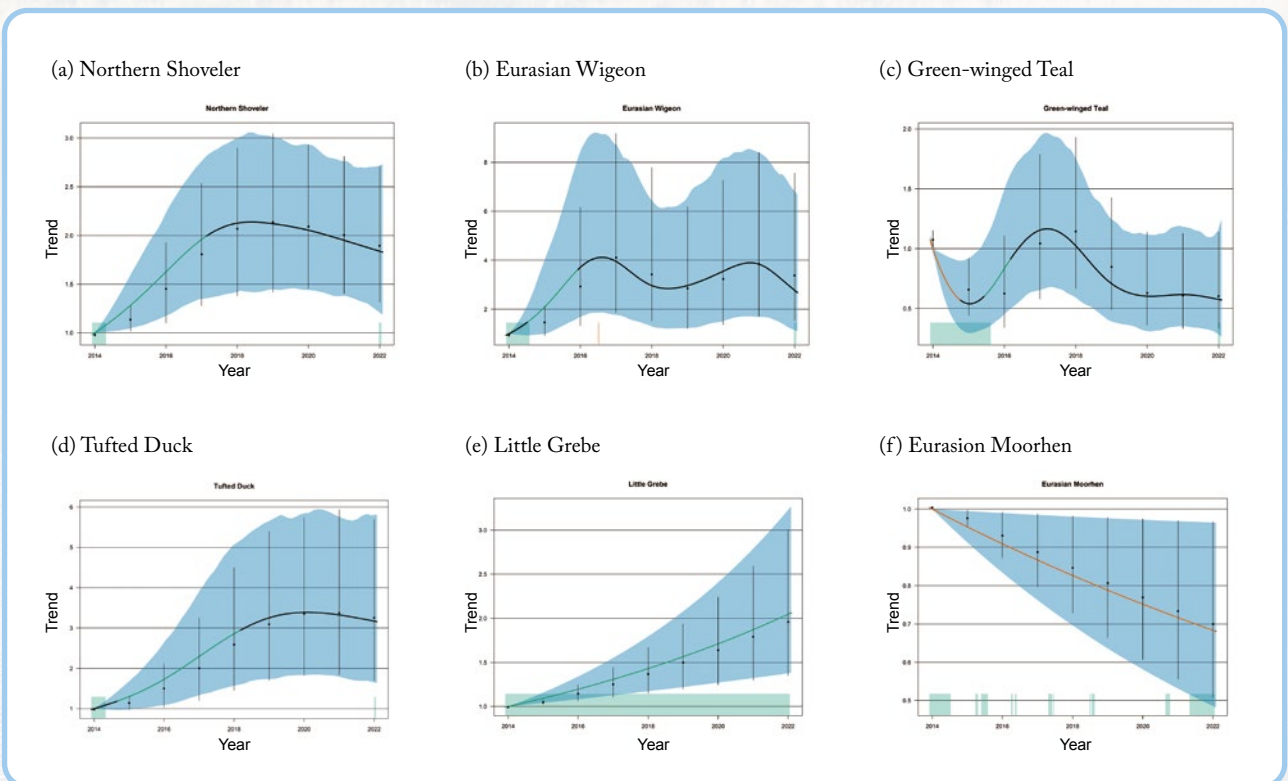 (a) Northern Shoveler
(b) Eurasian Wigeon
(c) Green-winged Teal
Northern Shoveler
Eurasian Wigeon
Green-winged Teal
Trend
3.0
2.5
2.0
1.5
1.0
2014
2016
2018
2020
2022
Year
Trend
8
6
4
2
2014
2016
2018
2020
2022
Year
Trend
2.0
1.5
1.0
0.5
2014
2016
2018
2020
2022
Year
(d) Tufted Duck
(e) Little Grebe
(f) Eurasion Moorhen
Tufted Duck
Little Grebe
Eurasian Moorhen
Trend
6
5
4
3
2
1
2014
2016
2018
2020
2022
Year
Trend
3.0
2.5
2.0
1.5
1.0
2014
2016
2018
2020
2022
Year
Trend
1.0
0.9
0.8
0.7
0.6
0.5
2014
2016
2018
2020
2022
Year